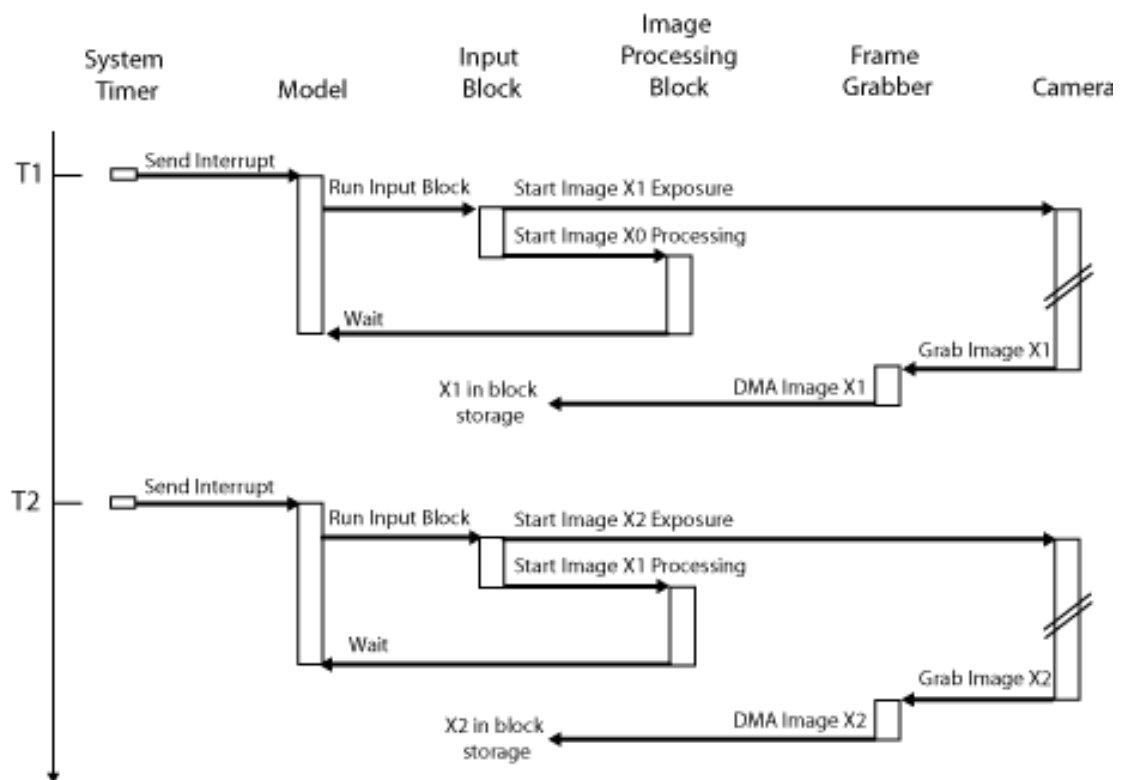 System
Timer
Model
Input
Block
Image
Processing
Block
Frame
Grabber
Camera
T1
Send Interrupt
Run Input Block
Start Image X1 Exposure
Start Image X0 Processing
Wait
Grab Image X1
DMA Image X1
X1 in block
storage
T2
Send Interrupt
Run Input Block
Start Image X2 Exposure
Start Image X1 Processing
Wait
Grab Image X2
DMA Image X2
X2 in block
storage